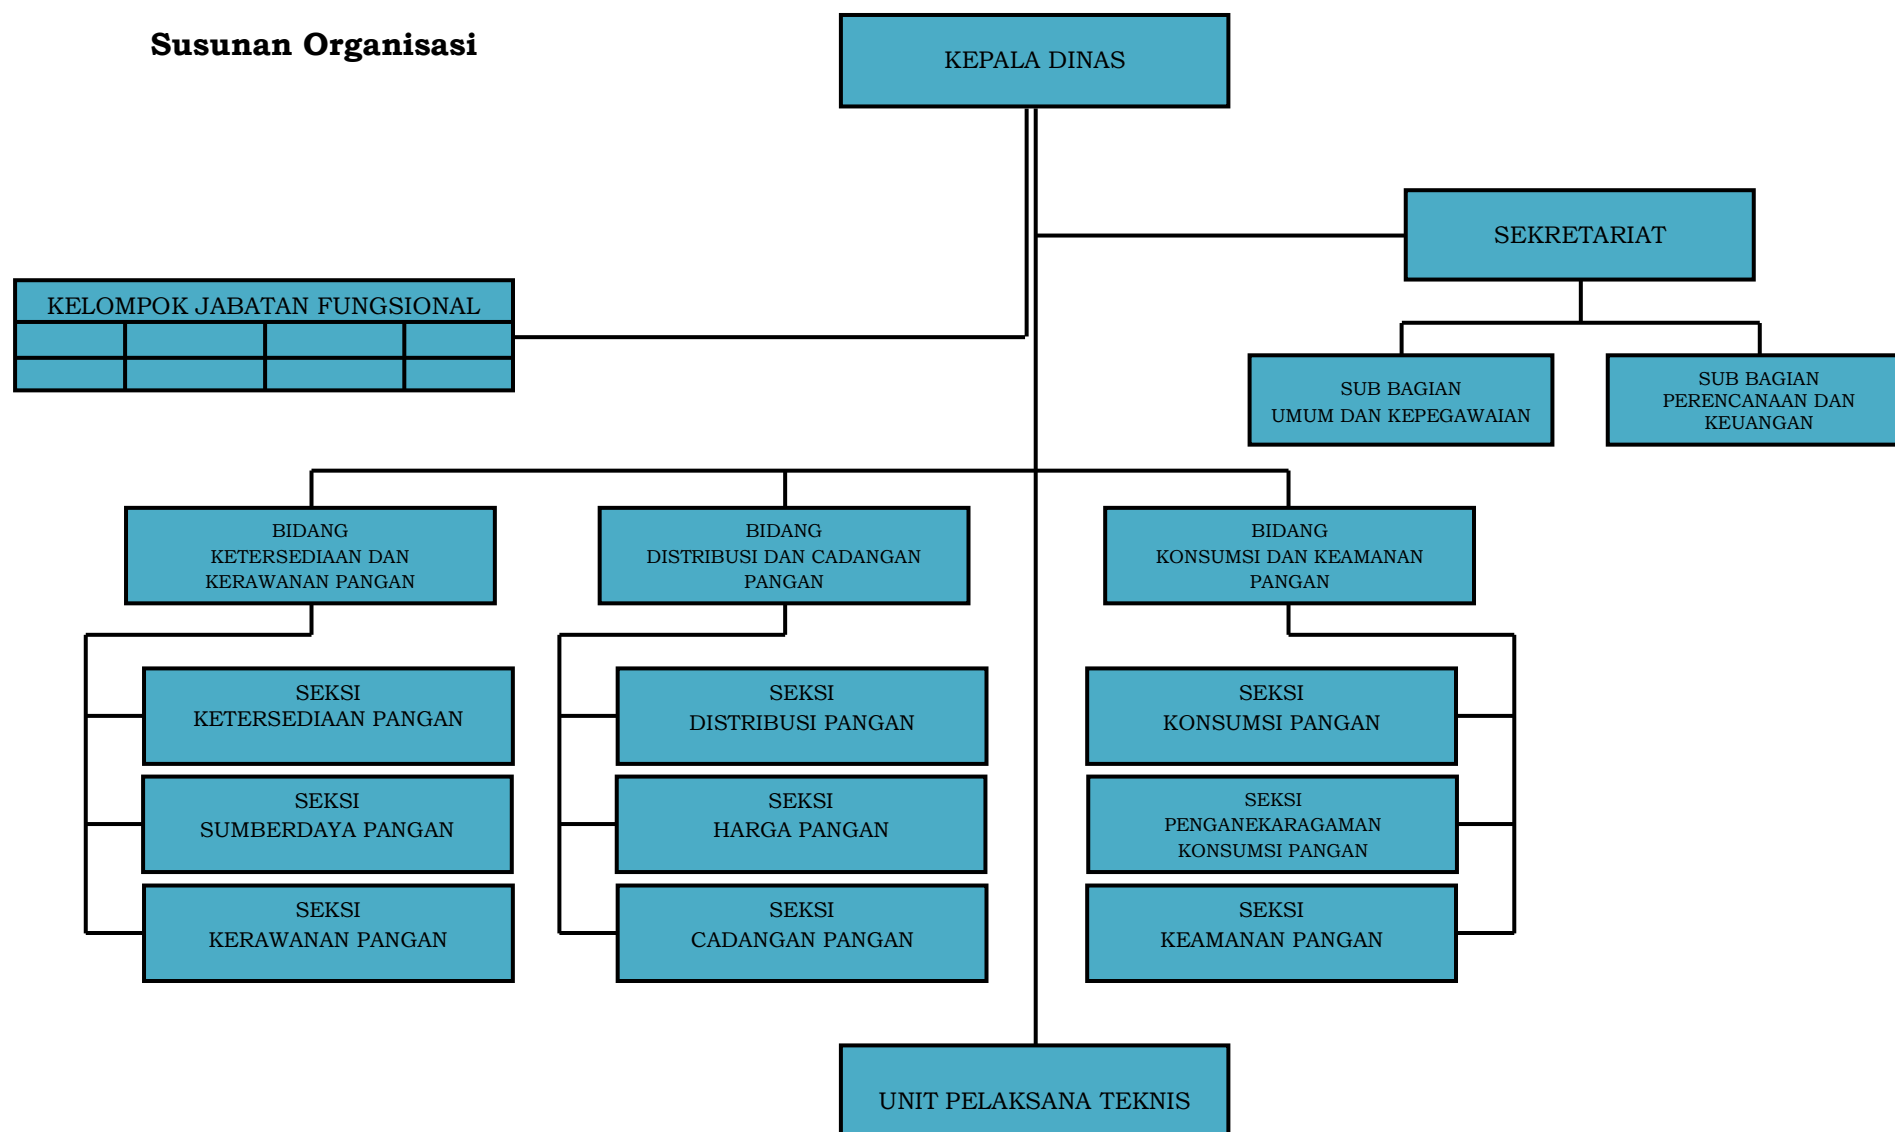 Susunan Organisasi
KEPALA DINAS
SEKRETARIAT
KELOMPOK JABATAN FUNGSIONAL
SUB BAGIAN
UMUM DAN KEPEGAWAIAN
SUB BAGIAN
PERENCANAAN DAN
KEUANGAN
BIDANG
KETERSEDIAAN DAN
KERAWANAN PANGAN
BIDANG
DISTRIBUSI DAN CADANGAN
PANGAN
BIDANG
KONSUMSI DAN KEAMANAN
PANGAN
SEKSI
KETERSEDIAAN PANGAN
SEKSI
DISTRIBUSI PANGAN
SEKSI
KONSUMSI PANGAN
SEKSI
SUMBERDAYA PANGAN
SEKSI
HARGA PANGAN
SEKSI
PENGANEKARAGAMAN
KONSUMSI PANGAN
SEKSI
KERAWANAN PANGAN
SEKSI
CADANGAN PANGAN
SEKSI
KEAMANAN PANGAN
UNIT PELAKSANA TEKNIS